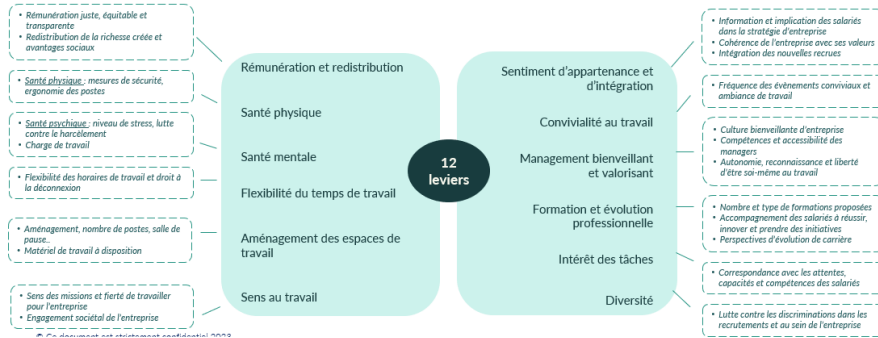 • Rémunération juste, équitable et
transparente
• Redistribution de la richesse créée et
avantages sociaux
• Santé physique : mesures de sécurité,
ergonomie des postes
• Santé psychique : niveau de stress, lutte
contre le harcèlement
• Charge de travail
• Flexibilité des horaires de travail et droit à
la déconnexion
• Aménagement, nombre de postes, salle de
pause..
• Matériel de travail à disposition
• Sens des missions et fierté de travailler
pour l'entreprise
• Engagement sociétal de l'entreprise
Rémunération et redistribution
Santé physique
Santé mentale
Flexibilité du temps de travail
Aménagement des espaces de
travail
Sens au travail
12
leviers
Sentiment d'appartenance et
d'intégration
Convivialité au travail
Management bienveillant
et valorisant
Formation et évolution
professionnelle
Intérêt des tâches
Diversité
• Information et implication des salariés
dans la stratégie d'entreprise
• Cohérence de l'entreprise avec ses valeurs
• Intégration des nouvelles recrues
• Fréquence des évènements conviviaux et
ambiance de travail
• Culture bienveillante d'entreprise
• Compétences et accessibilité des
managers
• Autonomie, reconnaissance et liberté
d'être soi-même au travail
• Nombre et type de formations proposées
• Accompagnement des salariés à réussir,
innover et prendre des initiatives
• Perspectives d'évolution de carrière
• Correspondance avec les attentes,
capacités et compétences des salariés
• Lutte contre les discriminations dans les
recrutements et au sein de l'entreprise
© Ce document est strictement confidentiel 2023